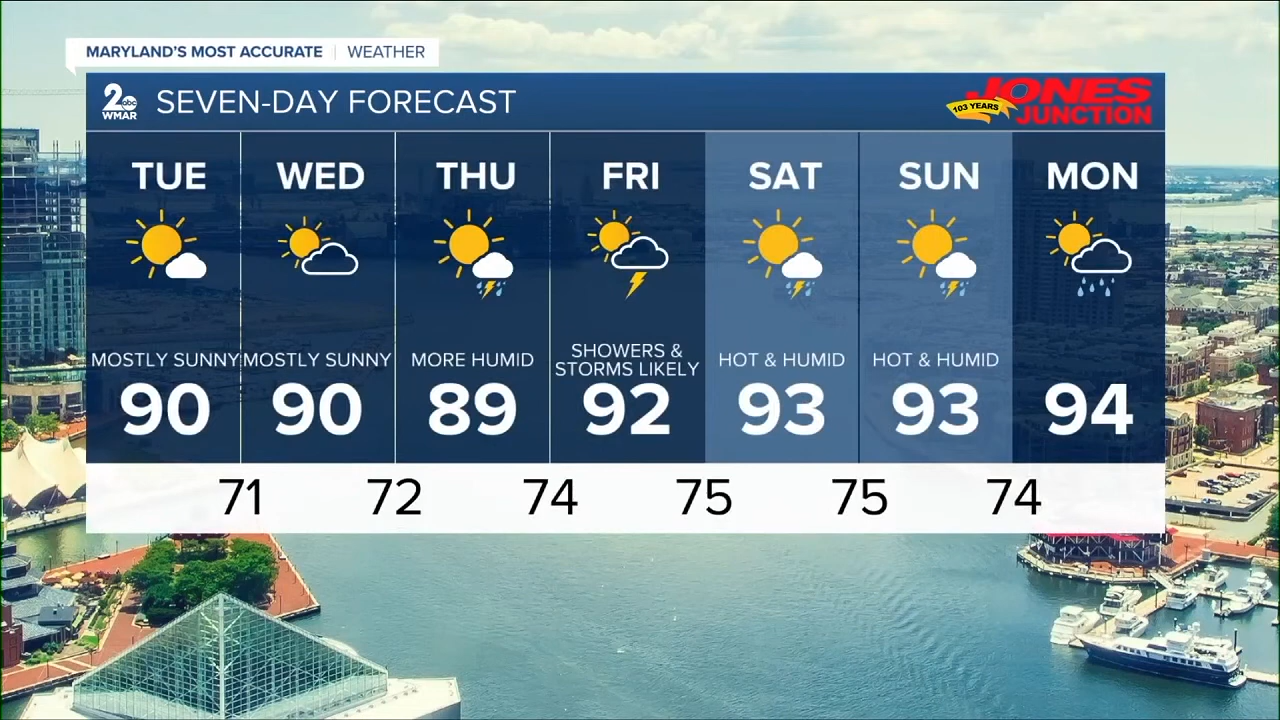 MARYLAND'S MOST ACCURATE | WEATHER
2 abc
WMAR
SEVEN-DAY FORECAST
103 YEARS
JONES
JUNCTION
TUE WED THU FRI SAT SUN MON
MOSTLY SUNNY MOSTLY SUNNY MORE HUMID SHOWERS & STORMS LIKELY HOT & HUMID HOT & HUMID
90 90 89 92 93 93 94
71 72 74 75 75 74